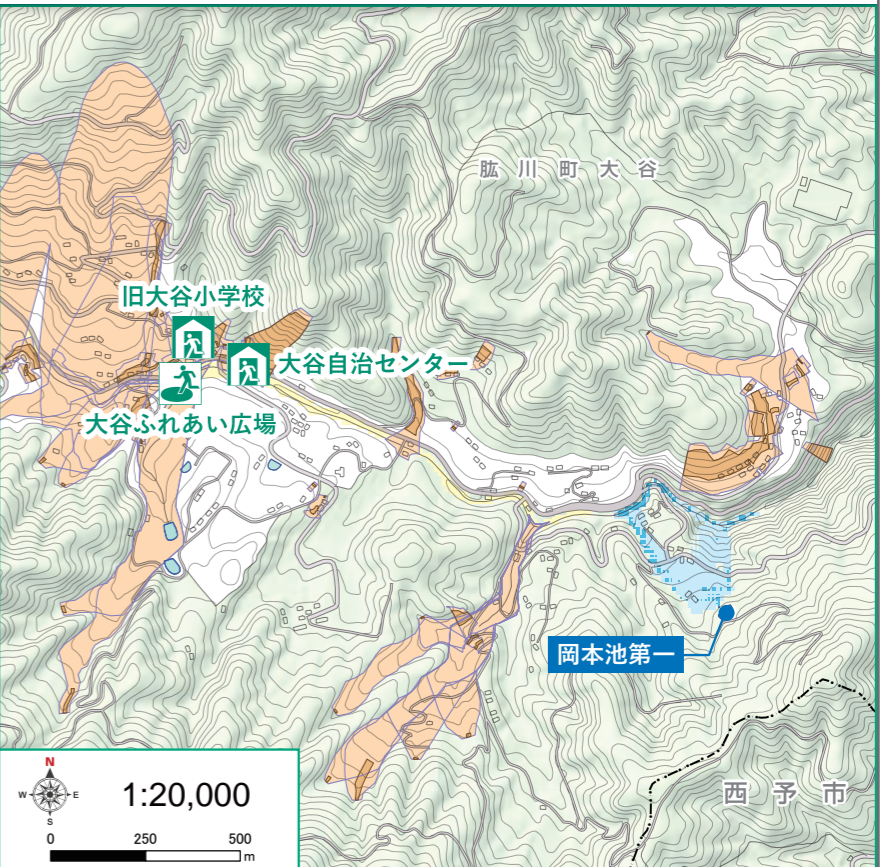 肱川町大谷
旧大谷小学校
大谷自治センター
大谷ふれあい広場
岡本池第一
西予市
N
W E
S
1:20,000
0 250 500
m